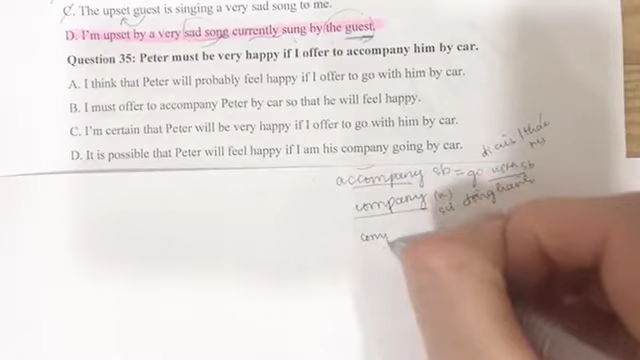 C. The upset guest is singing a very sad song to me.
D. I'm upset by a very sad song currently sung by the guest.
Question 35: Peter must be very happy if I offer to accompany him by car.
A. I think that Peter will probably feel happy if I offer to go with him by car.
B. I must offer to accompany Peter by car so that he will feel happy.
C. I'm certain that Peter will be very happy if I offer to go with him by car.
D. It is possible that Peter will feel happy if I am his company going by car.
accompany sb = go with sb
company (n) sự đồng hành
com